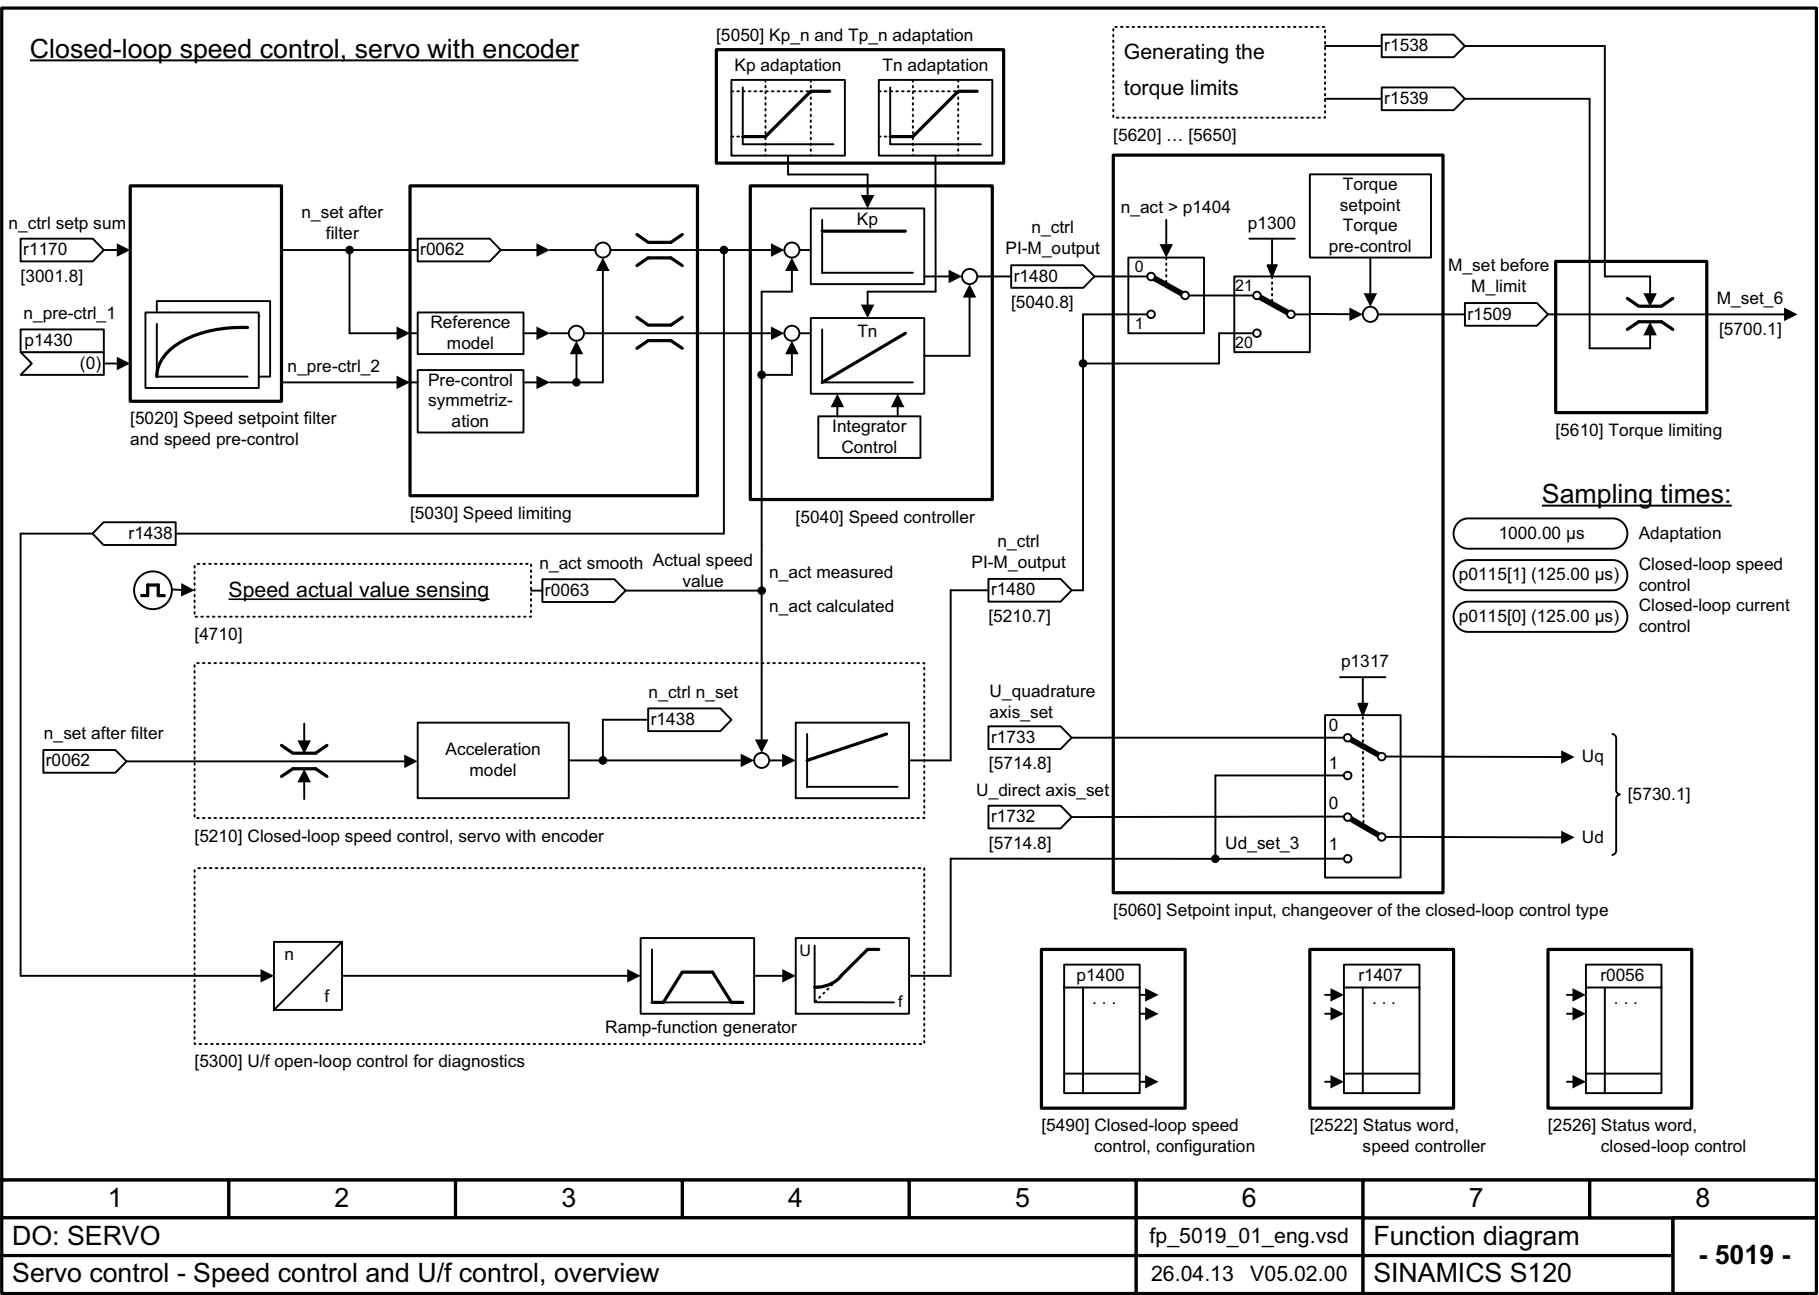 Closed-loop speed control, servo with encoder
[5050] Kp_n and Tp_n adaptation
Kp adaptation
Tn adaptation
Generating the
torque limits
r1538
r1539
[5620] … [5650]
n_ctrl setp sum
r1170
[3001.8]
n_pre-ctrl_1
p1430
(0)
[5020] Speed setpoint filter
and speed pre-control
n_set after
filter
n_pre-ctrl_2
r0062
Reference
model
Pre-control
symmetriz-
ation
[5030] Speed limiting
Kp
Tn
Integrator
Control
[5040] Speed controller
n_ctrl
PI-M_output
r1480
[5040.8]
n_act > p1404
0
1
p1300
21
20
Torque
setpoint
Torque
pre-control
M_set before
M_limit
r1509
M_set_6
[5700.1]
[5610] Torque limiting
Sampling times:
1000.00 µs
Adaptation
p0115[1] (125.00 µs)
Closed-loop speed
control
p0115[0] (125.00 µs)
Closed-loop current
control
r1438
Speed actual value sensing
[4710]
n_act smooth
r0063
Actual speed
value
n_act measured
n_act calculated
n_ctrl
PI-M_output
r1480
[5210.7]
n_set after filter
r0062
Acceleration
model
n_ctrl n_set
r1438
[5210] Closed-loop speed control, servo with encoder
U_quadrature
axis_set
r1733
[5714.8]
U_direct axis_set
r1732
[5714.8]
Ud_set_3
p1317
0
1
0
1
Uq
Ud
[5730.1]
[5060] Setpoint input, changeover of the closed-loop control type
n
f
Ramp-function generator
U
f
[5300] U/f open-loop control for diagnostics
p1400
. . .
[5490] Closed-loop speed
control, configuration
r1407
. . .
[2522] Status word,
speed controller
r0056
. . .
[2526] Status word,
closed-loop control
1 2 3 4 5 6 7 8
DO: SERVO
fp_5019_01_eng.vsd
Function diagram
- 5019 -
Servo control - Speed control and U/f control, overview
26.04.13 V05.02.00
SINAMICS S120